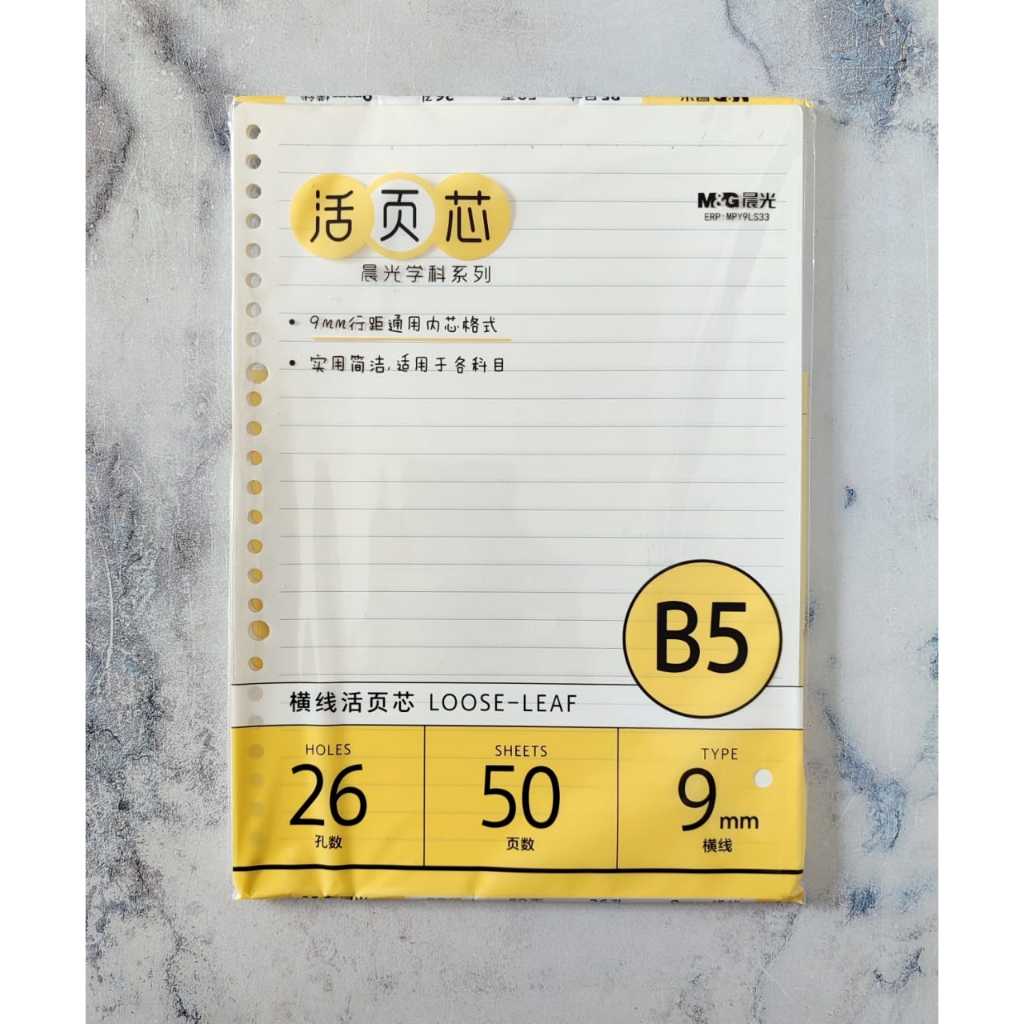 活页芯
M&G晨光
ERP:MPY9LS33
晨光学科系列
• 9MM行距通用内芯格式
• 实用简洁,适用于各科目
B5
横线活页芯 LOOSE-LEAF
HOLES
26
孔数
SHEETS
50
页数
TYPE
9mm
横线